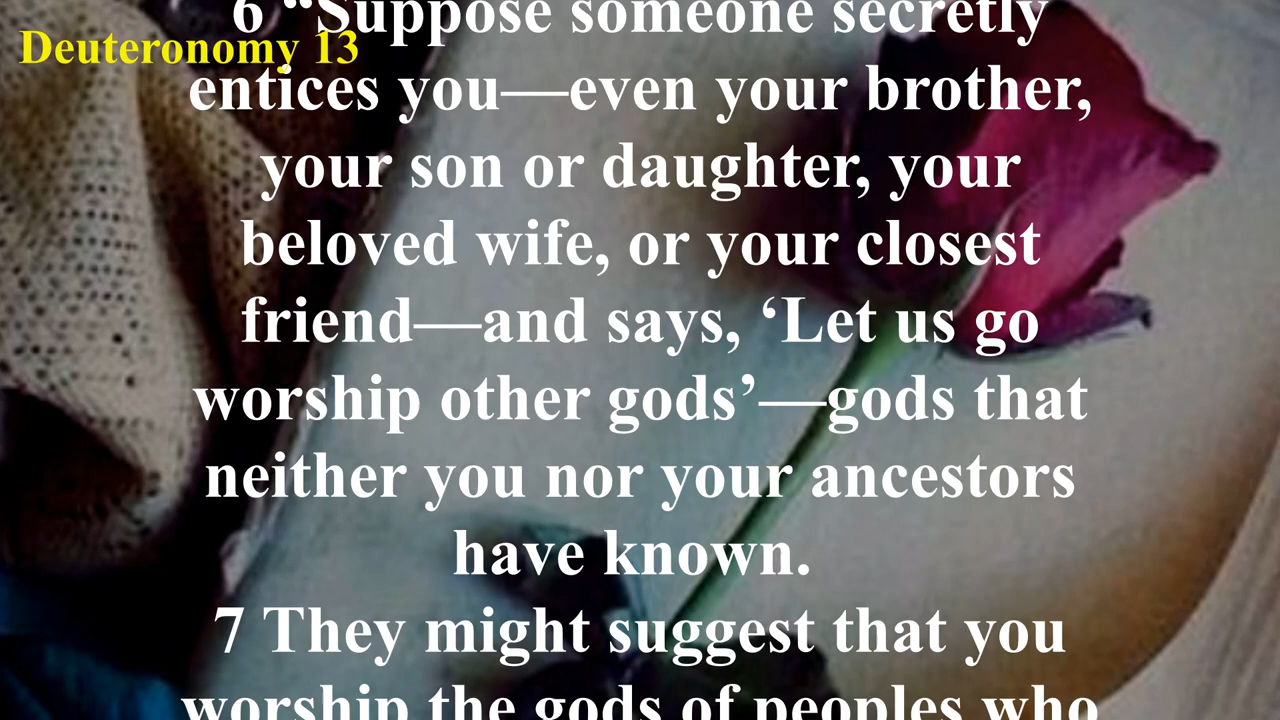 Deuteronomy 13
6 “Suppose someone secretly
entices you—even your brother,
your son or daughter, your
beloved wife, or your closest
friend—and says, ‘Let us go
worship other gods’—gods that
neither you nor your ancestors
have known.
7 They might suggest that you
worship the gods of peoples who